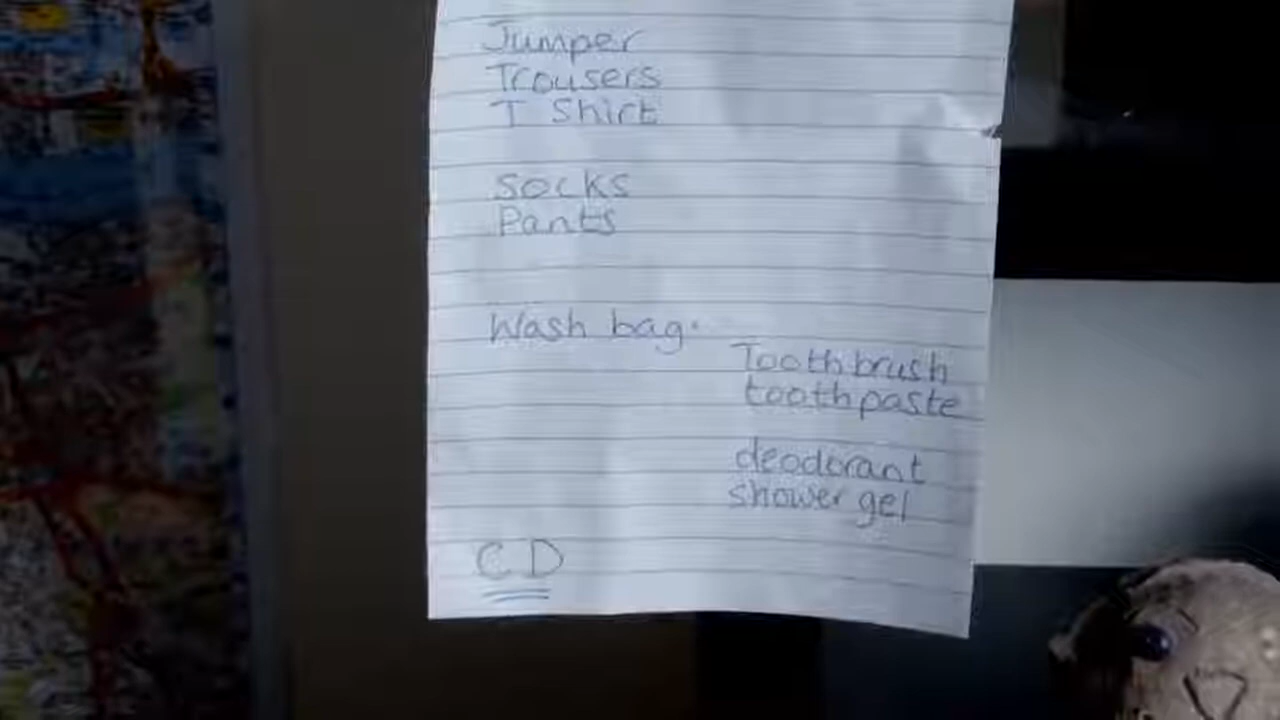 Jumper
Trousers
T Shirt
Socks
Pants
Wash bag.
Toothbrush
toothpaste
deodorant
shower gel
CD